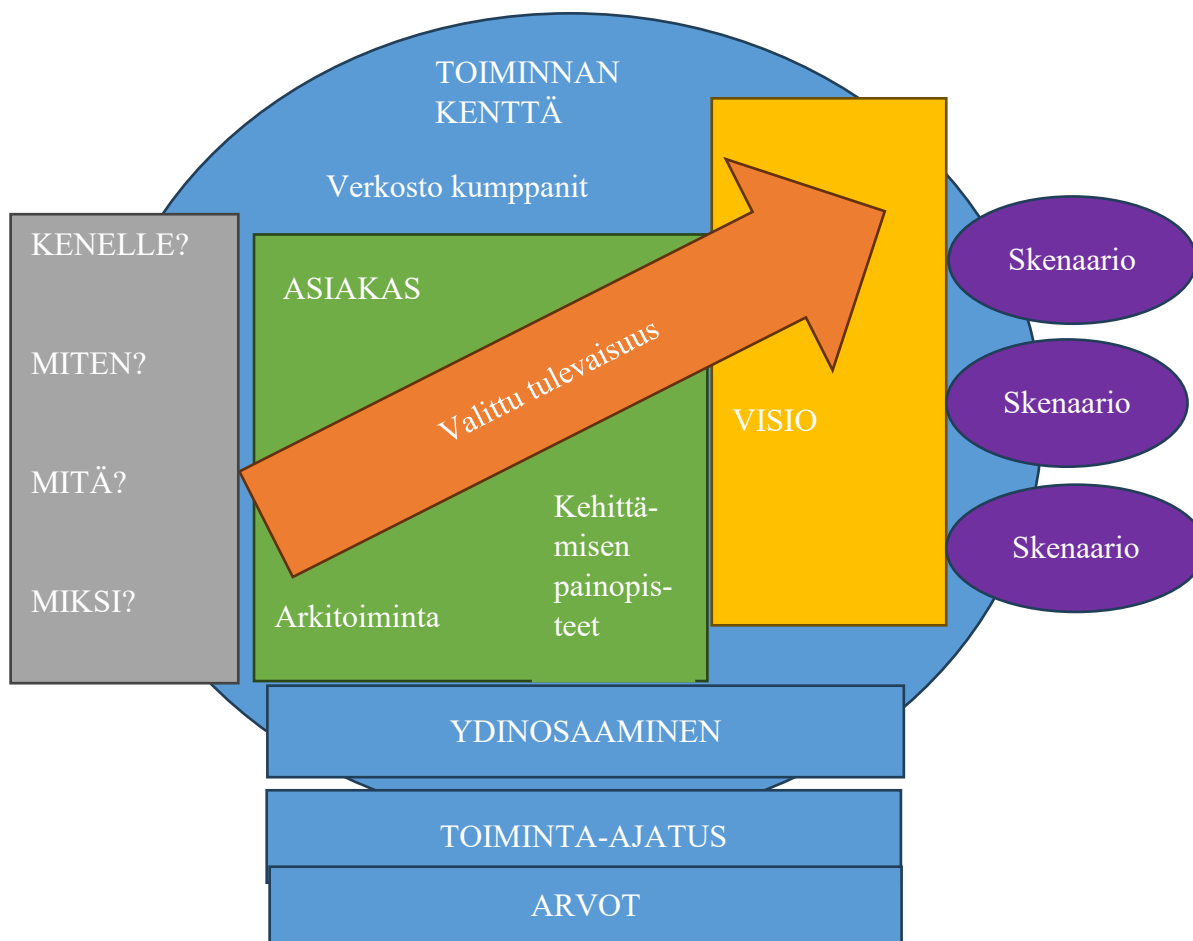 TOIMINNAN
KENTTÄ
Verkosto kumppanit
KENELLE?
MITEN?
MITÄ?
MIKSI?
ASIAKAS
Valittu tulevaisuus
Arkitoiminta
Kehittä-
misen
painopis-
teet
VISIO
Skenaario
Skenaario
Skenaario
YDINOSAAMINEN
TOIMINTA-AJATUS
ARVOT